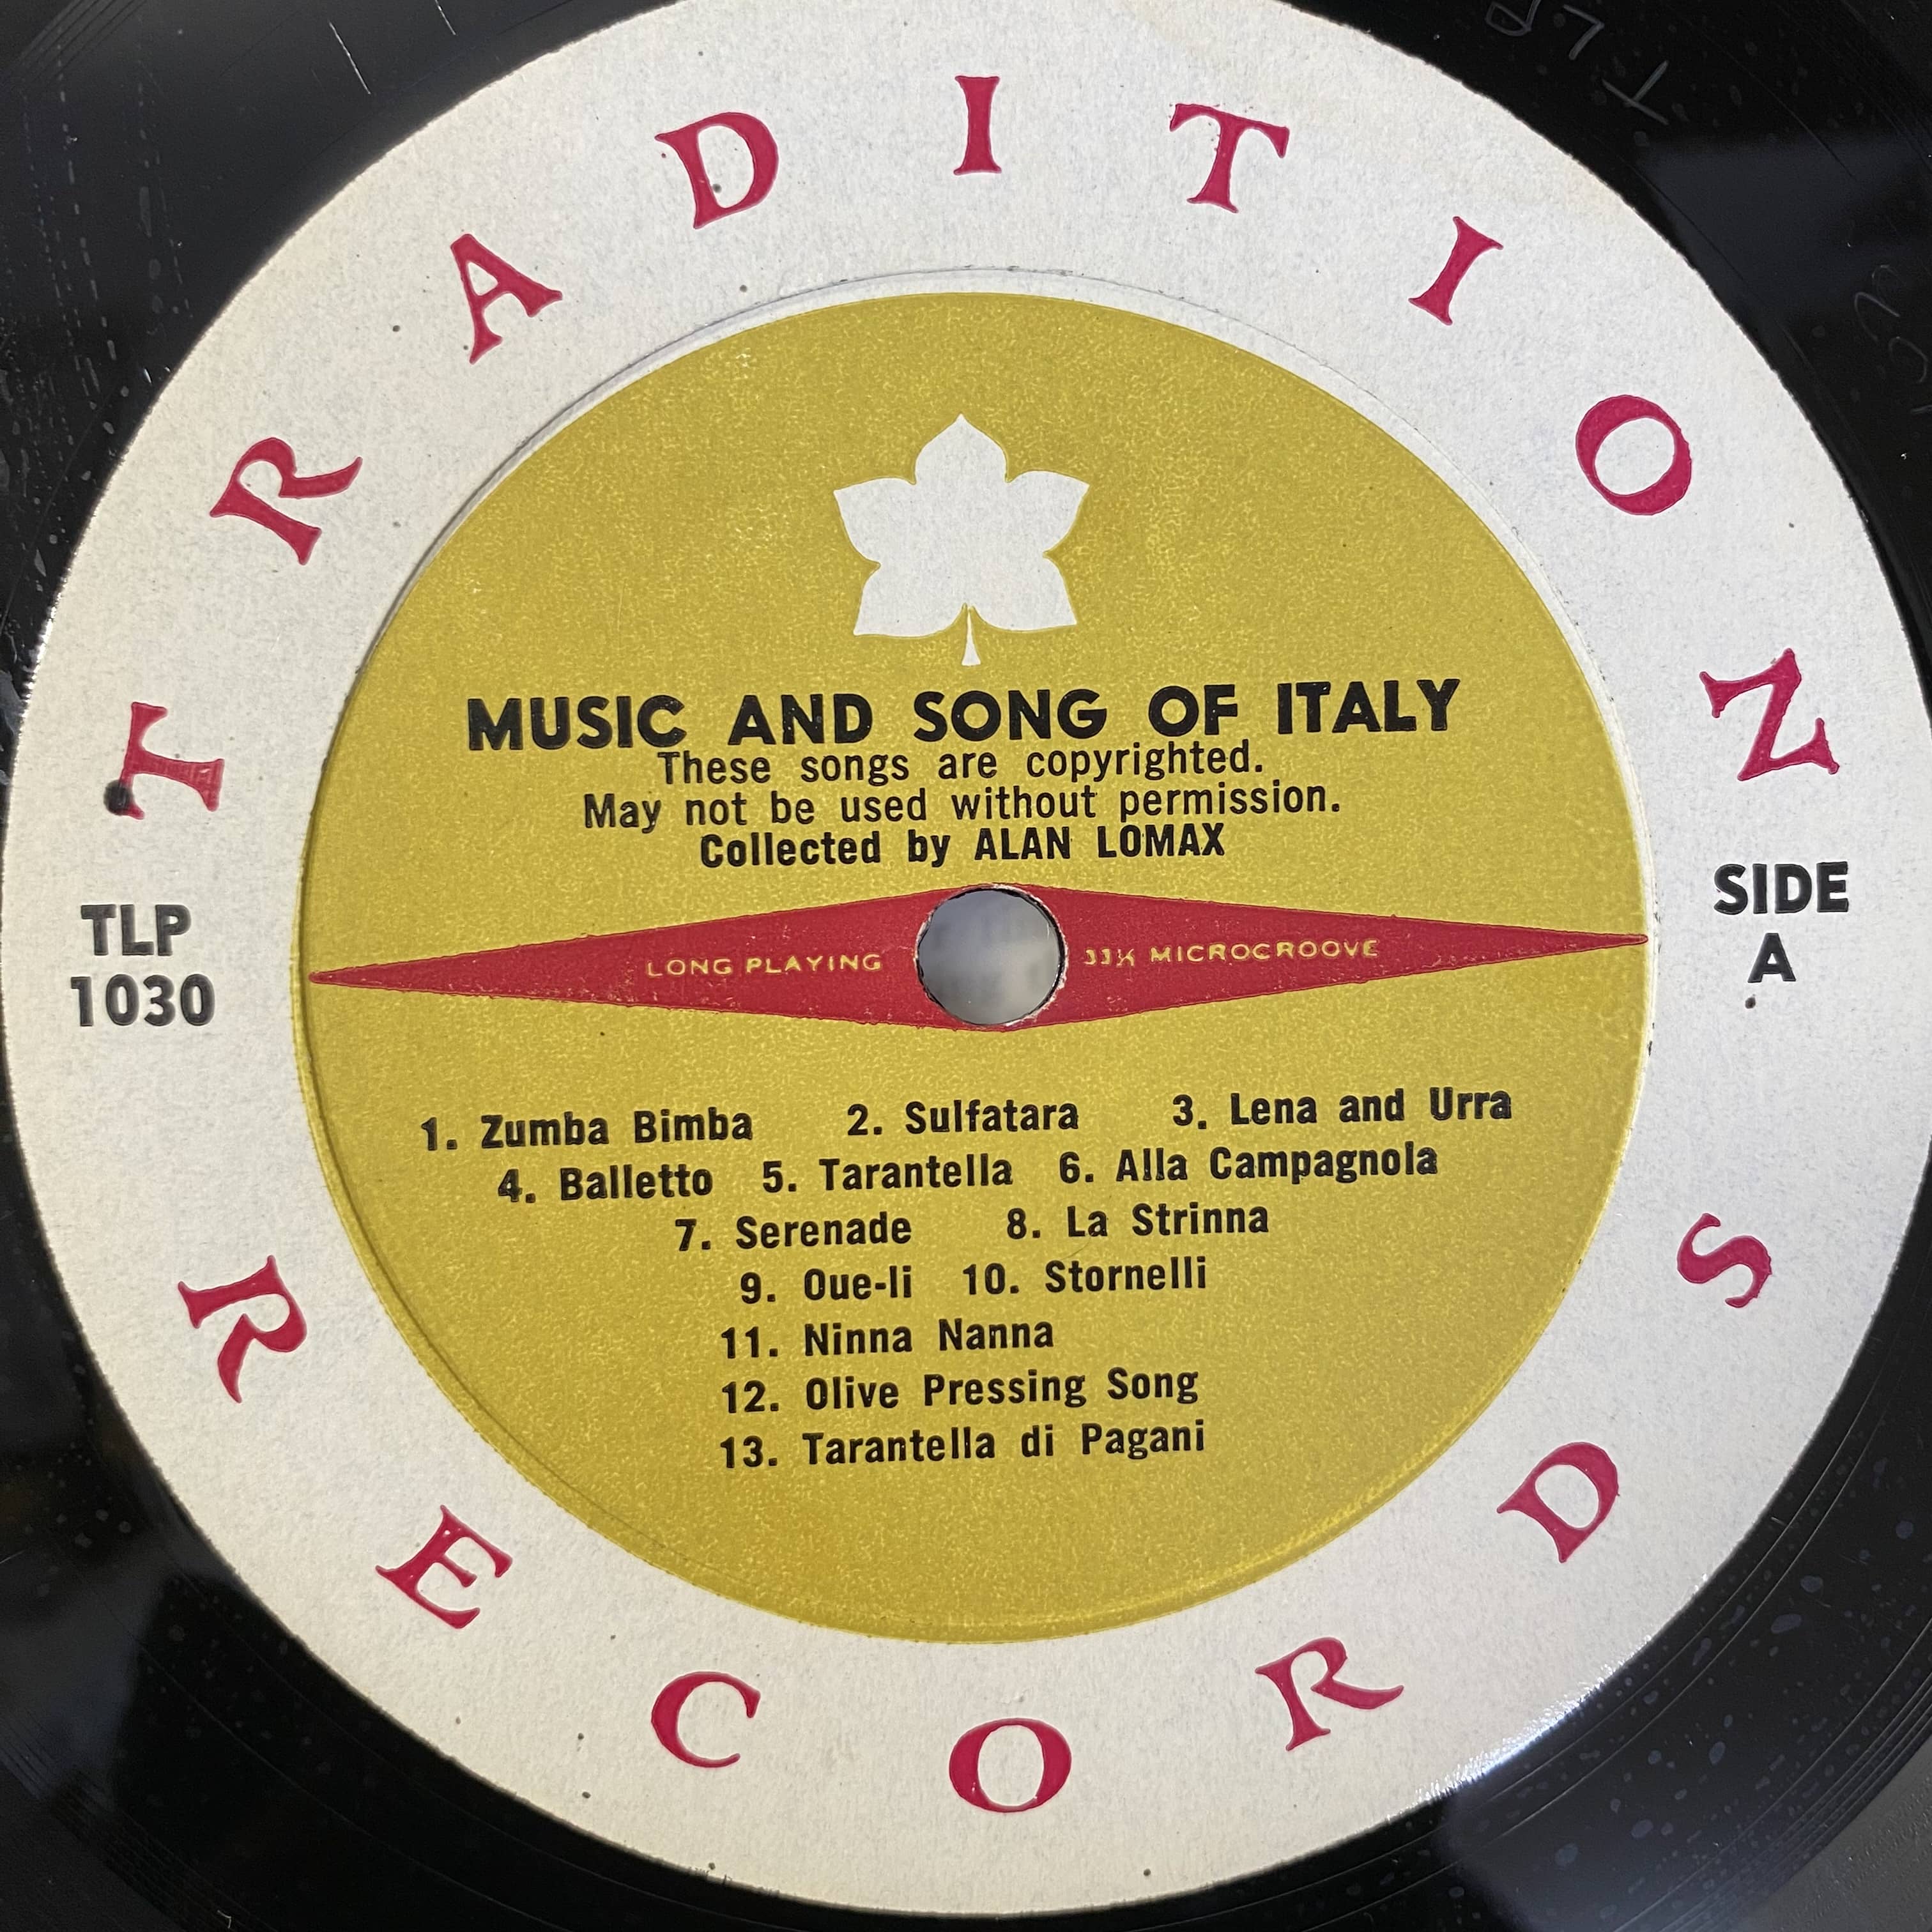 TRADITION
MUSIC AND SONG OF ITALY
These songs are copyrighted.
May not be used without permission.
Collected by ALAN LOMAX
TLP
1030
SIDE
A
LONG PLAYING 33⅓ MICROGROOVE
1. Zumba Bimba 2. Sulfatara 3. Lena and Urra
4. Balletto 5. Tarantella 6. Alla Campagnola
7. Serenade 8. La Strinna
9. Oue-li 10. Stornelli
11. Ninna Nanna
12. Olive Pressing Song
13. Tarantella di Pagani
RECORDS